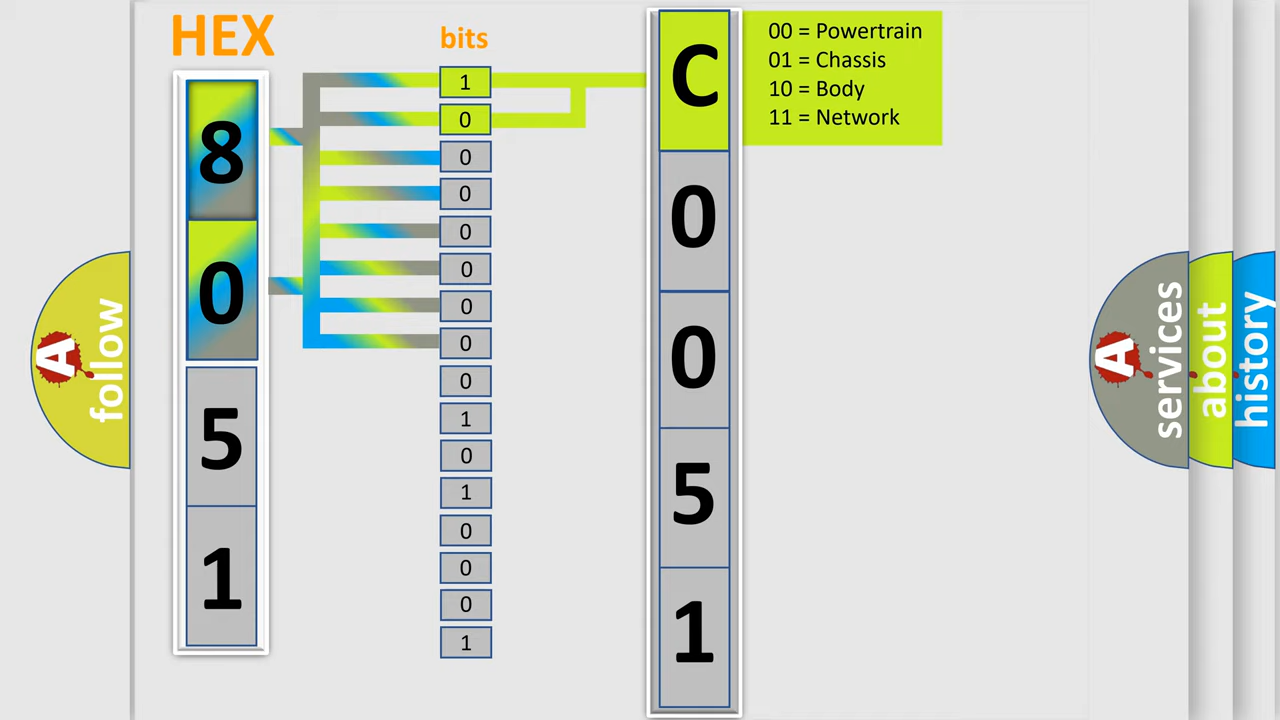 HEX
8
0
5
1
bits
1
0
0
0
0
0
0
0
0
1
0
1
0
0
0
1
C
0
0
5
1
00 = Powertrain
01 = Chassis
10 = Body
11 = Network
A
follow
A
services
about
history